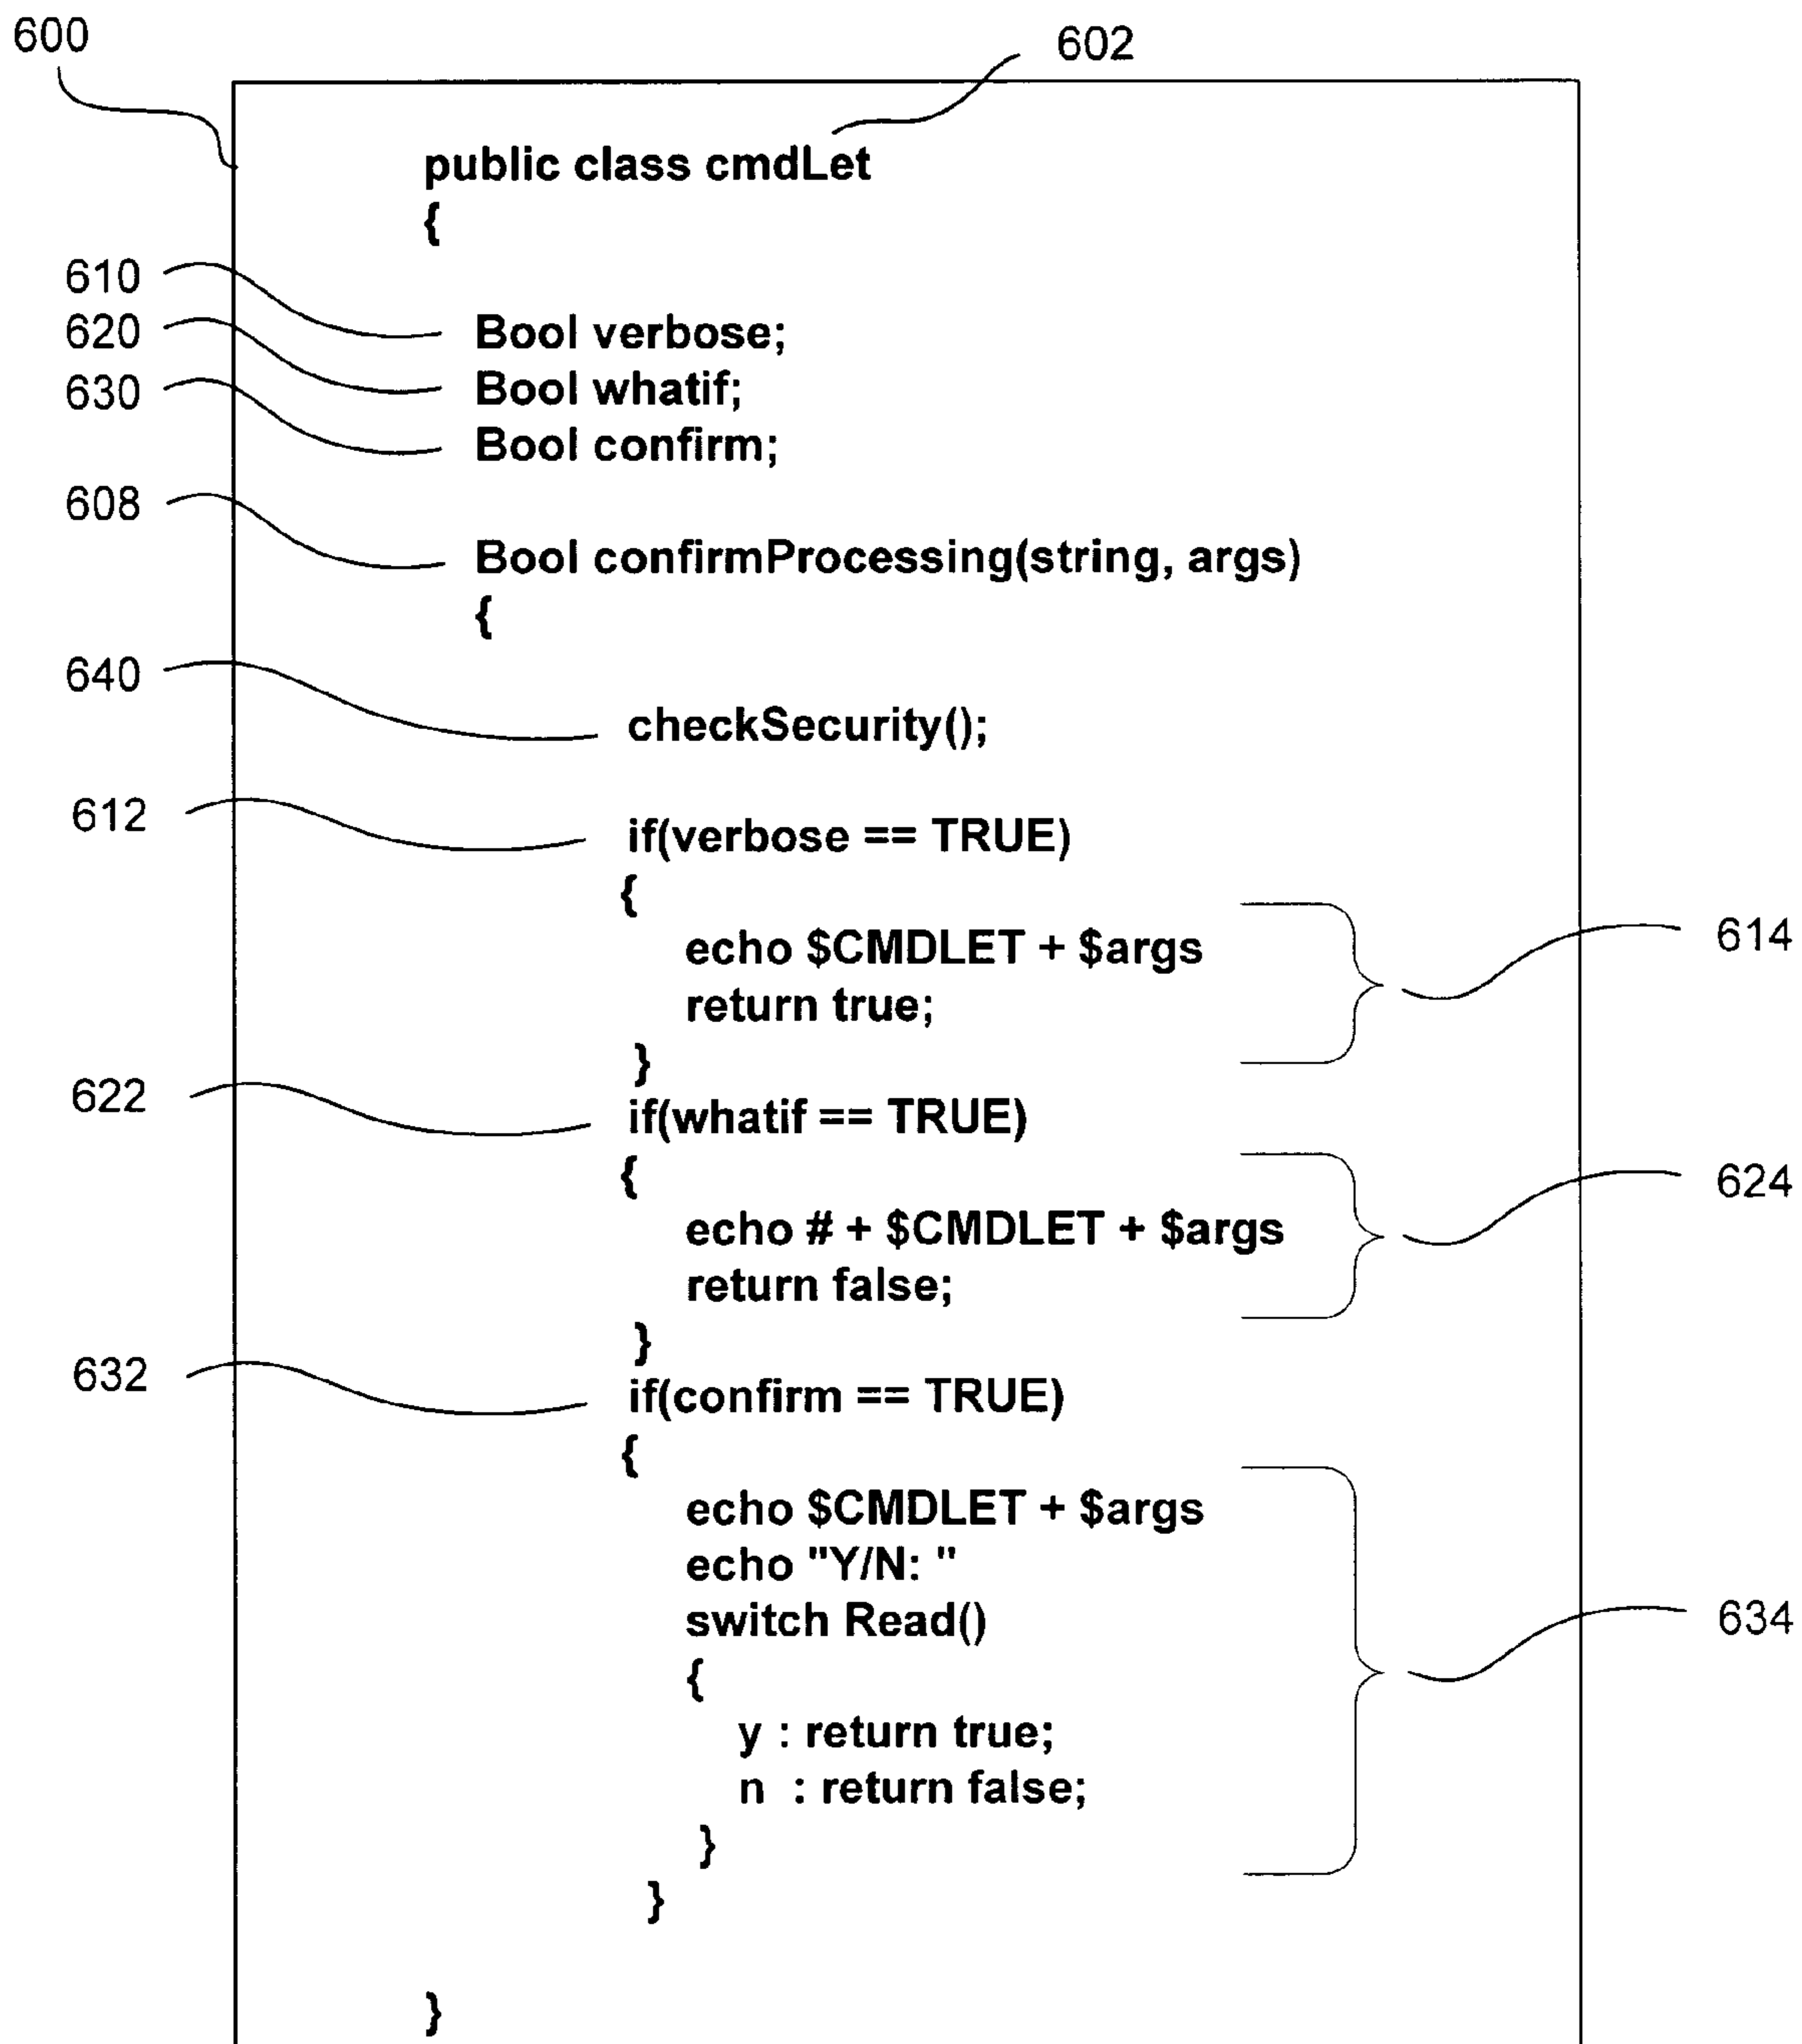 600
602
public class cmdLet
{
610
Bool verbose;
620
Bool whatif;
630
Bool confirm;
608
Bool confirmProcessing(string, args)
{
640
checkSecurity();
612
if(verbose == TRUE)
{
echo $CMDLET + $args
614
return true;
}
622
if(whatif == TRUE)
{
624
echo # + $CMDLET + $args
return false;
}
632
if(confirm == TRUE)
{
echo $CMDLET + $args
echo "Y/N: "
switch Read()
634
{
y : return true;
n : return false;
}
}
}